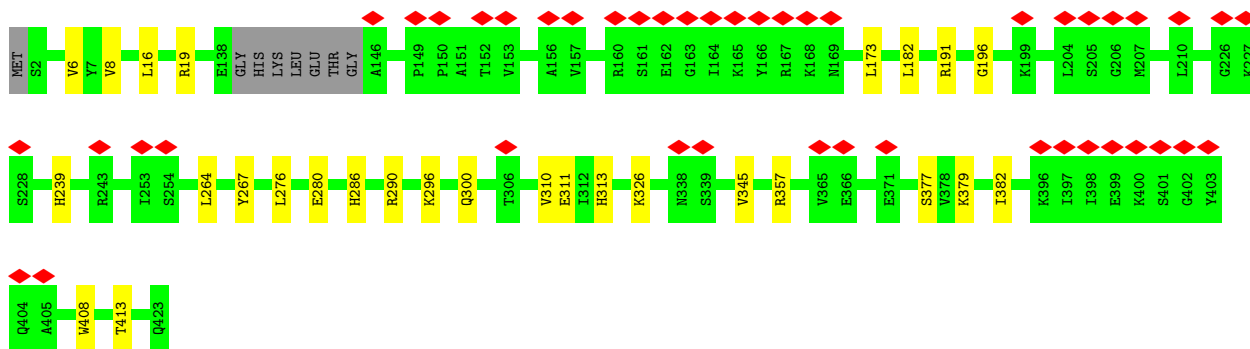 MET S2 V6 Y7 V8 L16 R19 E138 GLY HIS LYS LEU GLU THR GLY A146 P149 P150 A151 T152 V153 A156 V157 R160 S161 E162 G163 I164 K165 Y166 R167 K168 N169 L173 L182 R191 G196 K199 L204 S205 G206 M207 L210 G226 K227
S228 H239 R243 I253 S254 L264 Y267 L276 E280 H286 R290 K296 Q300 T306 V310 E311 I312 H313 K326 N338 S339 V345 R357 V365 E366 E371 S377 V378 K379 I382 K396 I397 I398 E399 K400 S401 G402 Y403
Q404 A405 W408 T413 Q423